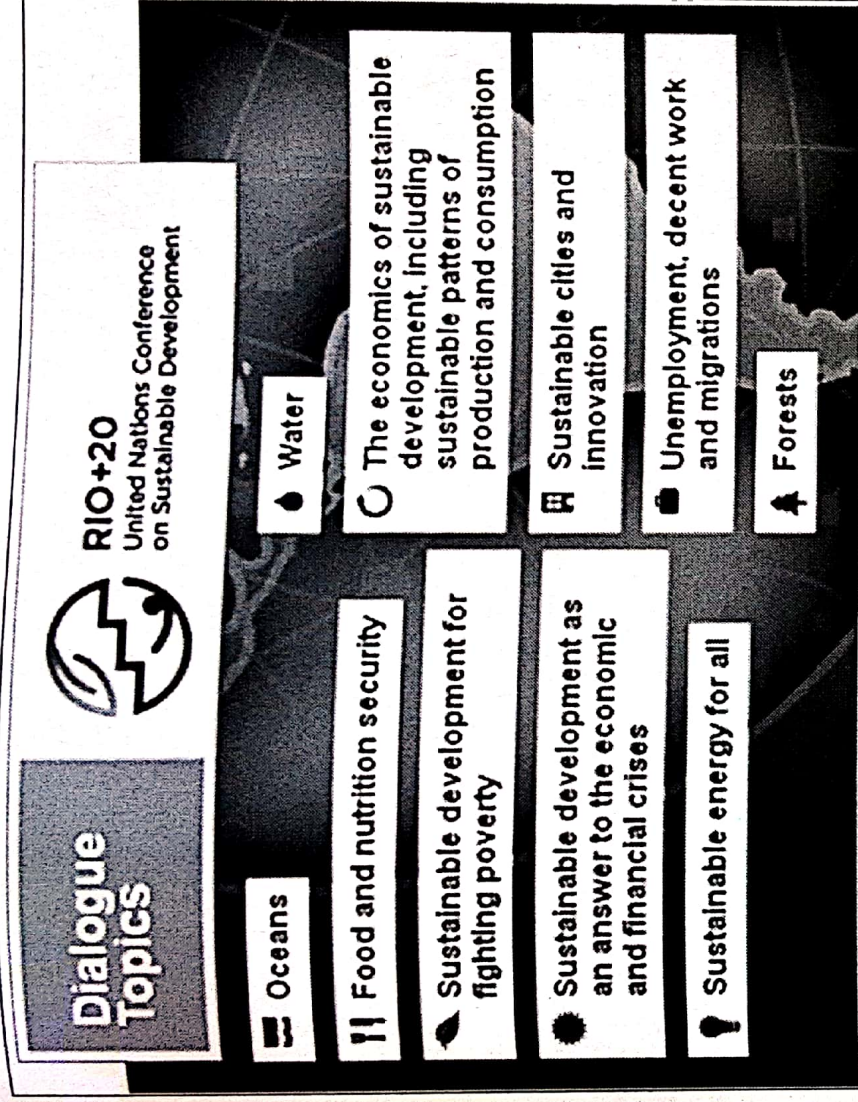 Dialogue
Topics
RIO+20
United Nations Conference
on Sustainable Development
Oceans
Food and nutrition security
Sustainable development for
fighting poverty
Sustainable development as
an answer to the economic
and financial crises
Sustainable energy for all
Water
The economics of sustainable
development, including
sustainable patterns of
production and consumption
Sustainable cities and
innovation
Unemployment, decent work
and migrations
Forests